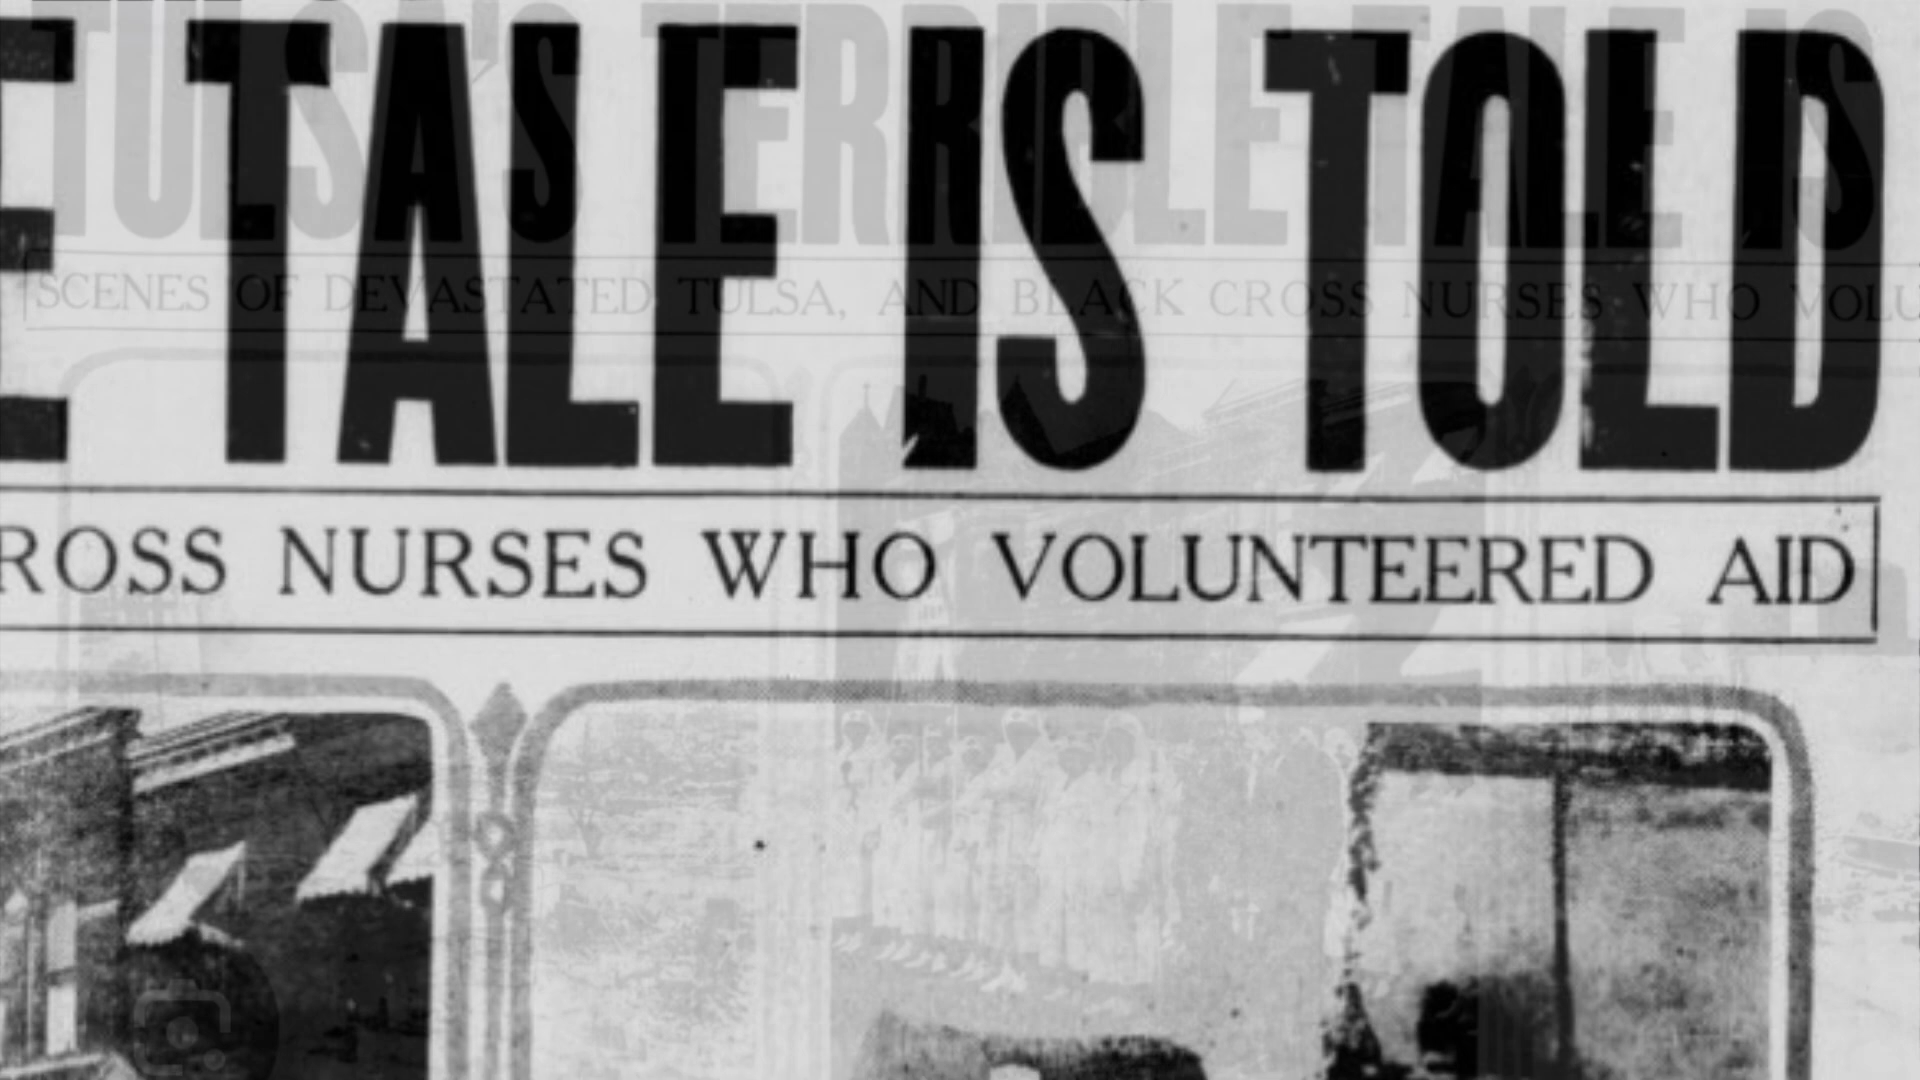 TULSA'S TERRIBLE TALE IS
SCENES OF DEVASTATED TULSA, AND BLACK CROSS NURSES WHO VOLU
E TALE IS TOLD
ROSS NURSES WHO VOLUNTEERED AID